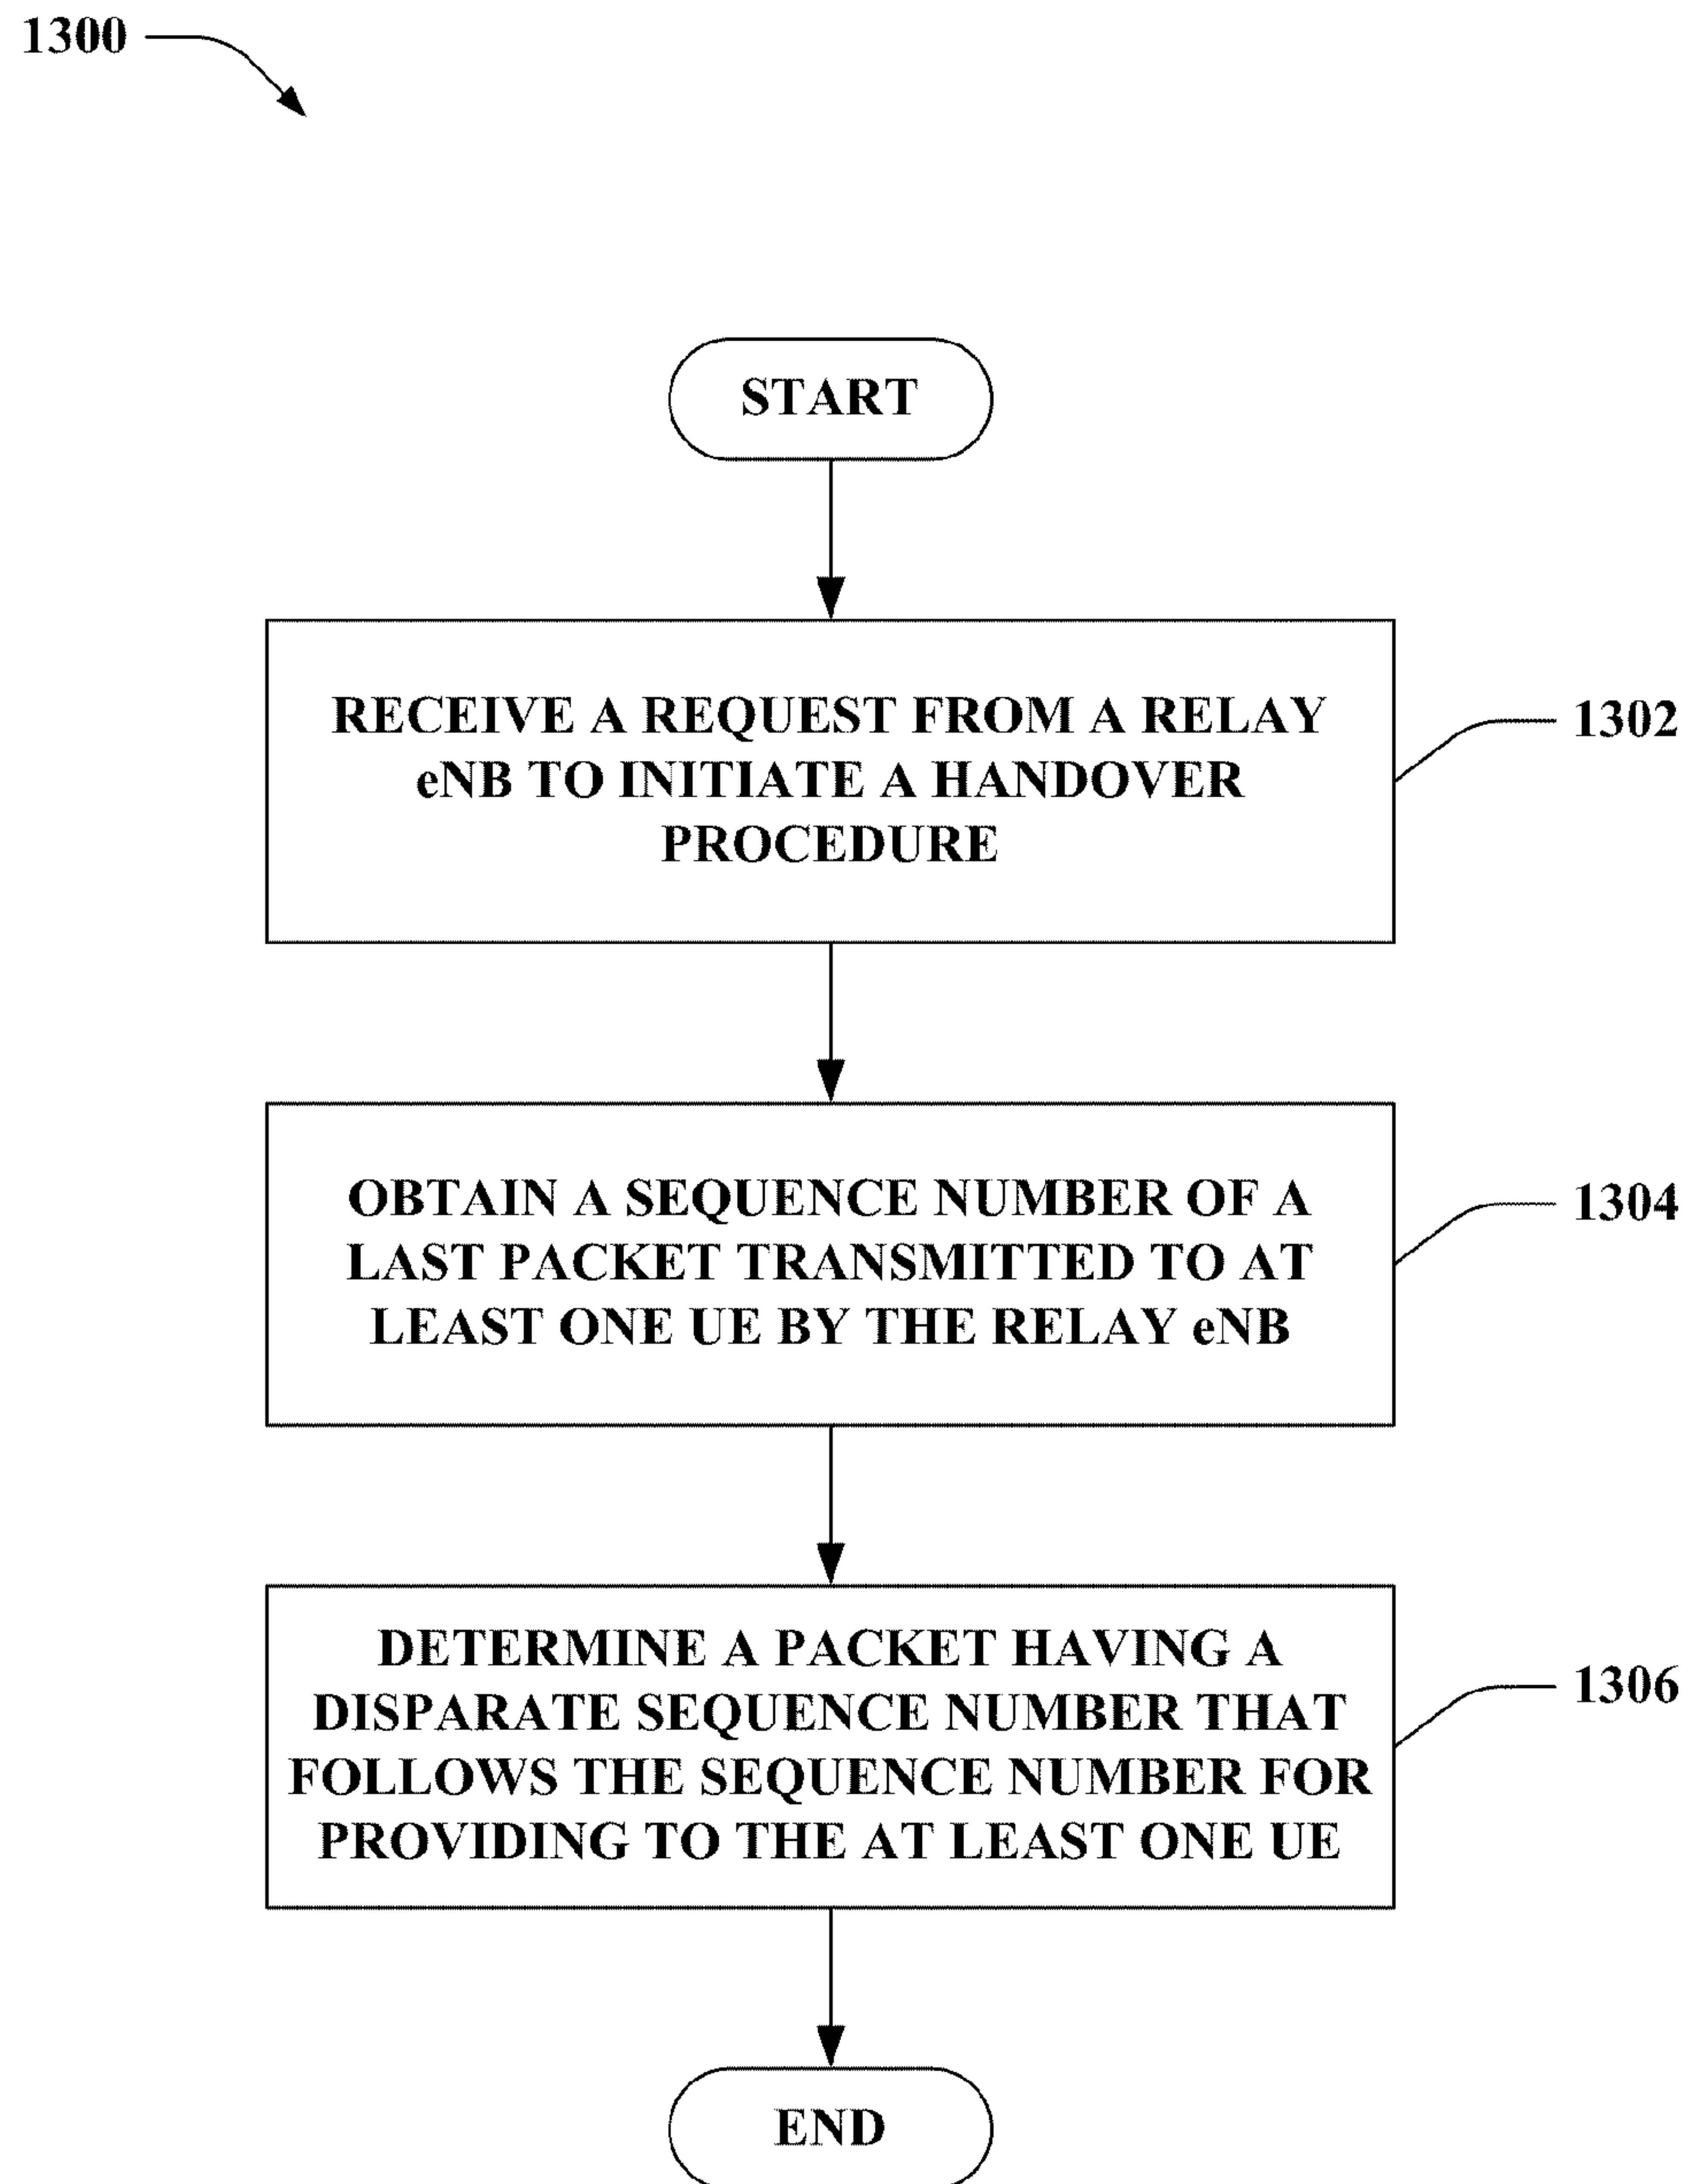 1300
START
RECEIVE A REQUEST FROM A RELAY
eNB TO INITIATE A HANDOVER
PROCEDURE
1302
OBTAIN A SEQUENCE NUMBER OF A
LAST PACKET TRANSMITTED TO AT
LEAST ONE UE BY THE RELAY eNB
1304
DETERMINE A PACKET HAVING A
DISPARATE SEQUENCE NUMBER THAT
FOLLOWS THE SEQUENCE NUMBER FOR
PROVIDING TO THE AT LEAST ONE UE
1306
END